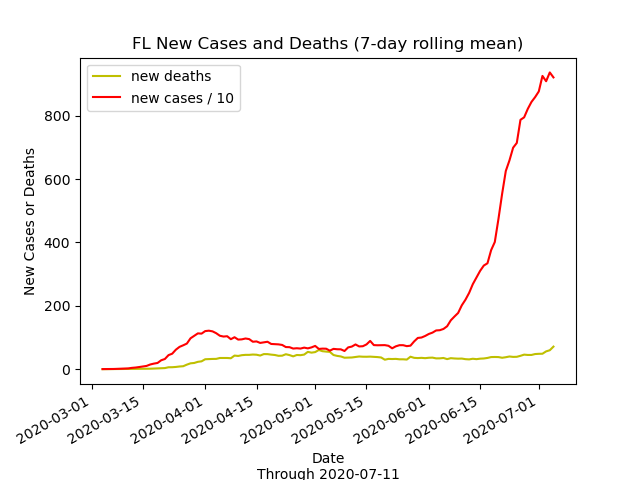 FL New Cases and Deaths (7-day rolling mean)
new deaths
new cases / 10
New Cases or Deaths
800
600
400
200
0
2020-03-01
2020-03-15
2020-04-01
2020-04-15
2020-05-01
2020-05-15
2020-06-01
2020-06-15
2020-07-01
Date
Through 2020-07-11